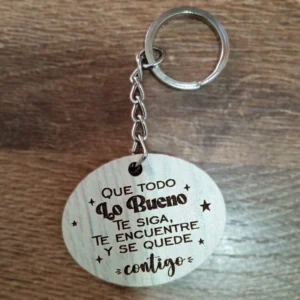 QUE TODO
Lo Bueno
TE SIGA,
TE ENCUENTRE
Y SE QUEDE
contigo